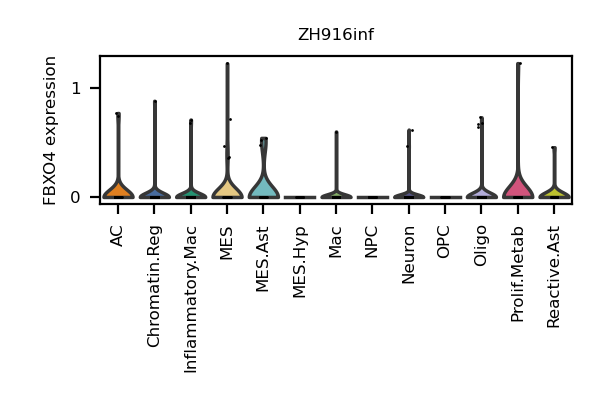 ZH916inf
FBXO4 expression
1
0
AC
Chromatin.Reg
Inflammatory.Mac
MES
MES.Ast
MES.Hyp
Mac
NPC
Neuron
OPC
Oligo
Prolif.Metab
Reactive.Ast